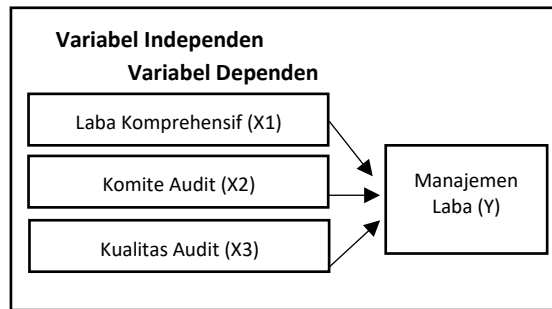 Variabel Independen
Variabel Dependen
Laba Komprehensif (X1)
Komite Audit (X2)
Kualitas Audit (X3)
Manajemen
Laba (Y)